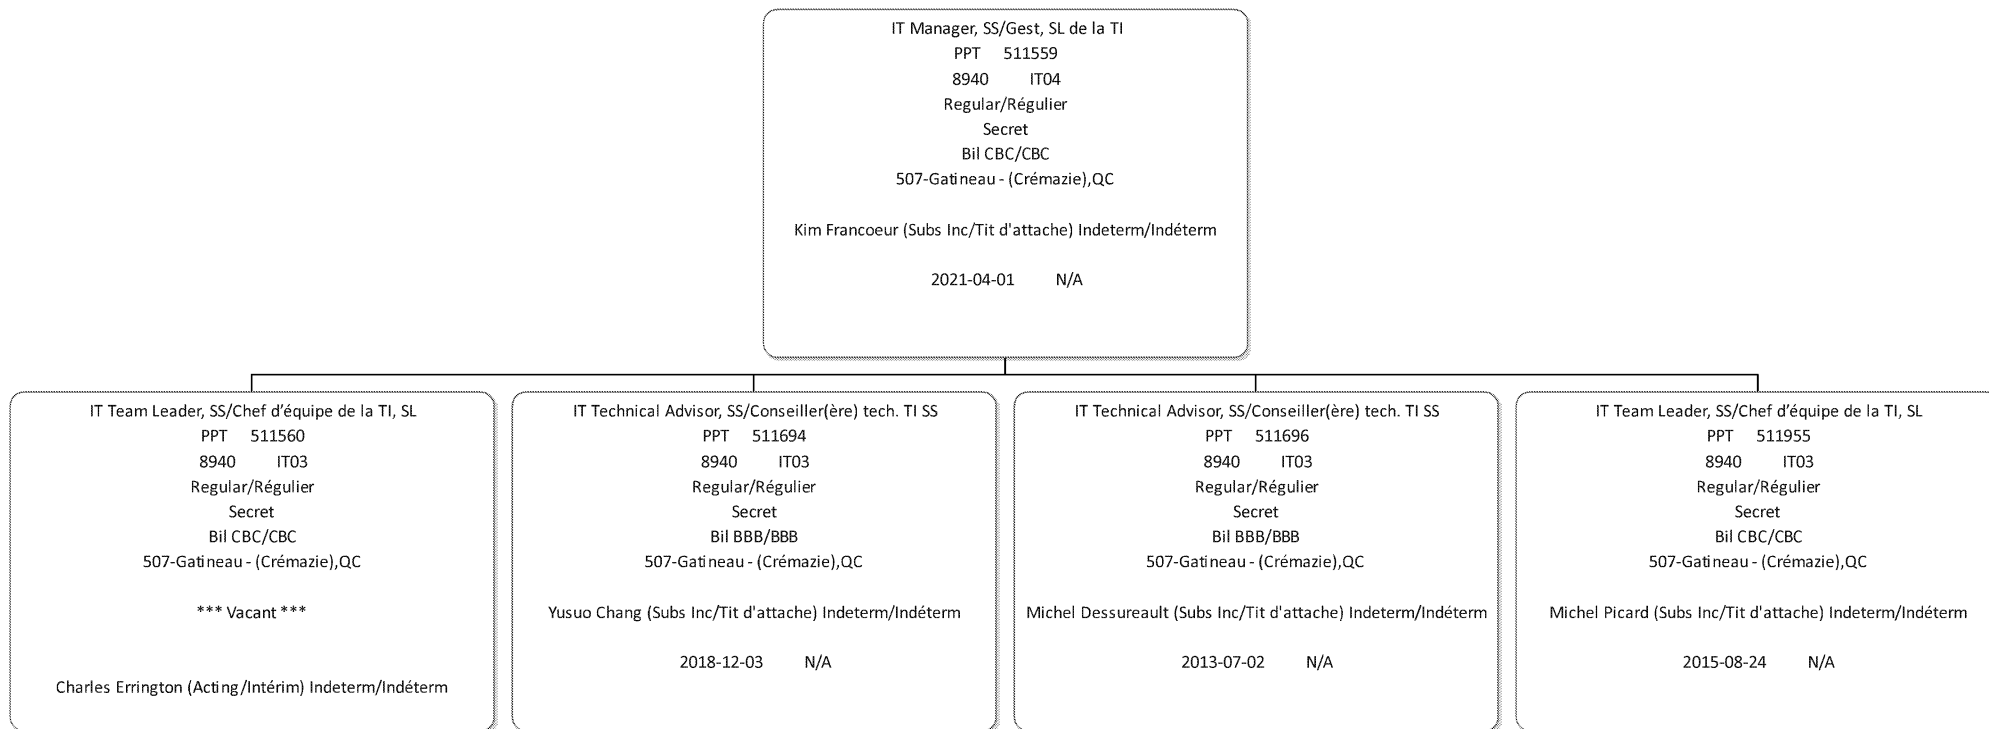 IT Manager, SS/Gest, SL de la TI
PPT 511559
8940 IT04
Regular/Régulier
Secret
Bil CBC/CBC
507-Gatineau - (Crémazie),QC
Kim Francoeur (Subs Inc/Tit d'attache) Indeterm/Indéterm
2021-04-01 N/A
IT Team Leader, SS/Chef d’équipe de la TI, SL
PPT 511560
8940 IT03
Regular/Régulier
Secret
Bil CBC/CBC
507-Gatineau - (Crémazie),QC
*** Vacant ***
Charles Errington (Acting/Intérim) Indeterm/Indéterm
IT Technical Advisor, SS/Conseiller(ère) tech. TI SS
PPT 511694
8940 IT03
Regular/Régulier
Secret
Bil BBB/BBB
507-Gatineau - (Crémazie),QC
Yusuo Chang (Subs Inc/Tit d'attache) Indeterm/Indéterm
2018-12-03 N/A
IT Technical Advisor, SS/Conseiller(ère) tech. TI SS
PPT 511696
8940 IT03
Regular/Régulier
Secret
Bil BBB/BBB
507-Gatineau - (Crémazie),QC
Michel Dessureault (Subs Inc/Tit d'attache) Indeterm/Indéterm
2013-07-02 N/A
IT Team Leader, SS/Chef d’équipe de la TI, SL
PPT 511955
8940 IT03
Regular/Régulier
Secret
Bil CBC/CBC
507-Gatineau - (Crémazie),QC
Michel Picard (Subs Inc/Tit d'attache) Indeterm/Indéterm
2015-08-24 N/A